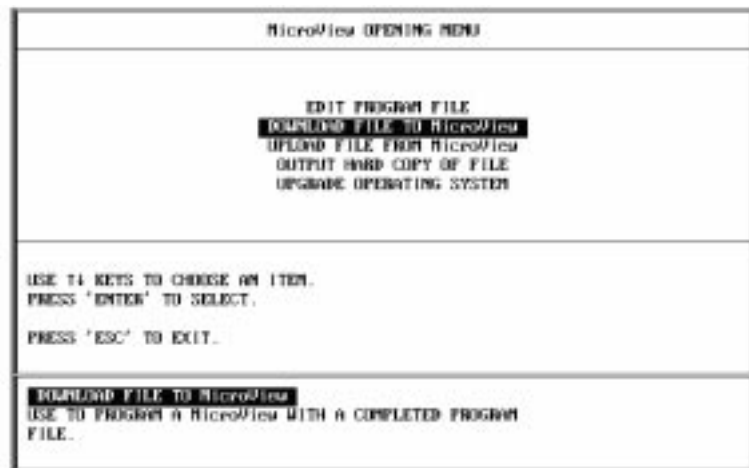 MicroView OPENING MENU
EDIT PROGRAM FILE
DOWNLOAD FILE TO MicroView
UPLOAD FILE FROM MicroView
OUTPUT HARD COPY OF FILE
UPGRADE OPERATING SYSTEM
USE ↑↓ KEYS TO CHOOSE AN ITEM.
PRESS 'ENTER' TO SELECT.
PRESS 'ESC' TO EXIT.
DOWNLOAD FILE TO MicroView
USE TO PROGRAM A MicroView WITH A COMPLETED PROGRAM
FILE.